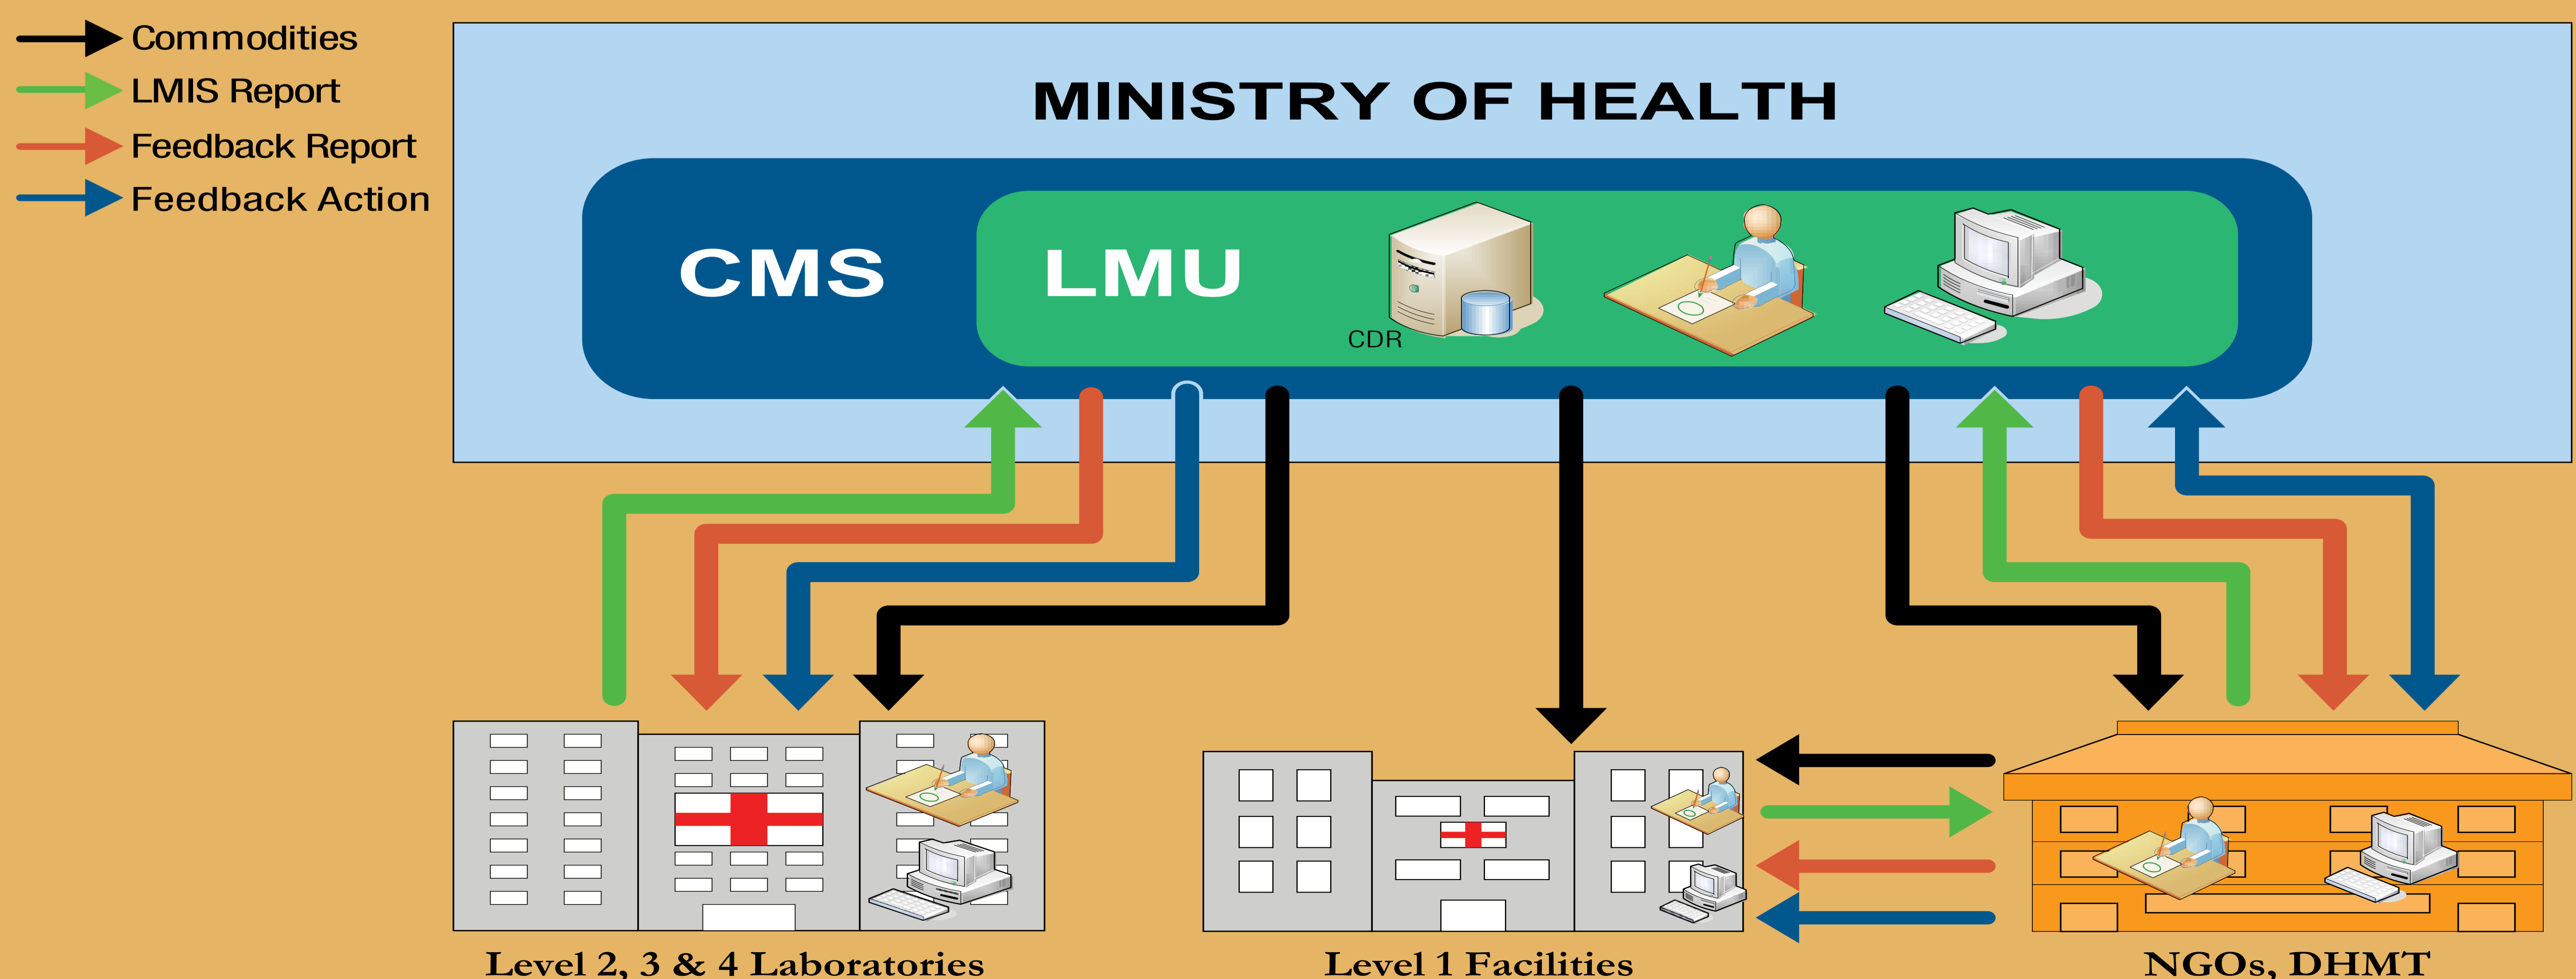 Commodities
LMIS Report
Feedback Report
Feedback Action
MINISTRY OF HEALTH
CMS
LMU
CDR
Level 2, 3 & 4 Laboratories
Level 1 Facilities
NGOs, DHMT